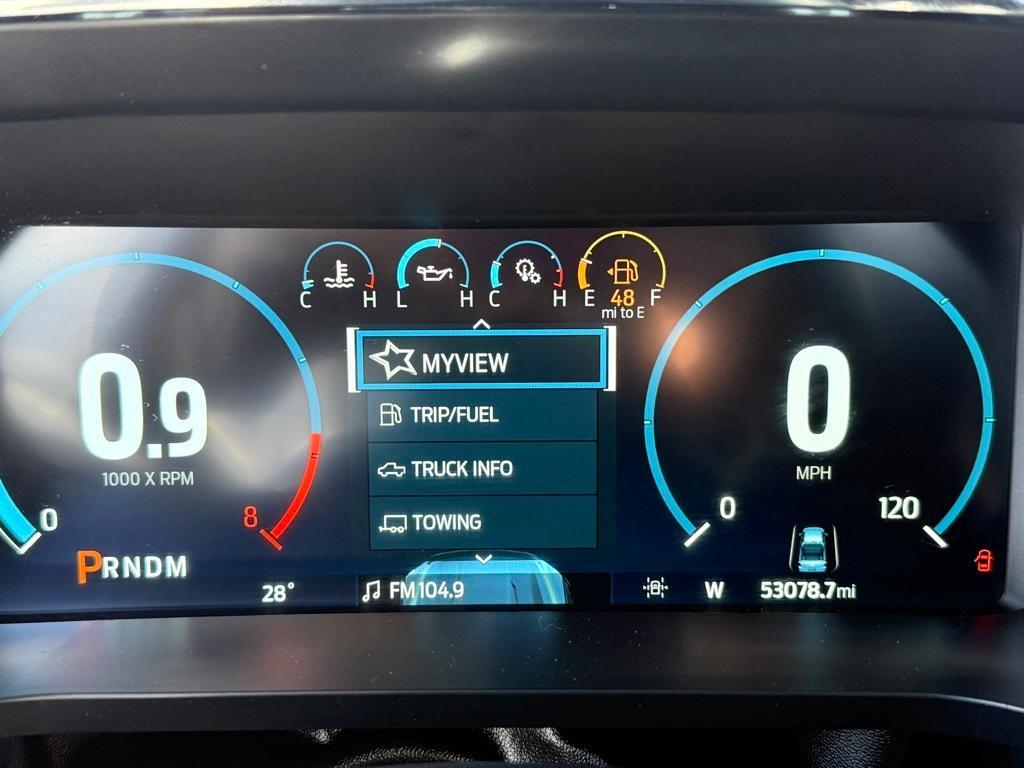 C H
L H
C H
E 48 F
mi to E
MYVIEW
TRIP/FUEL
TRUCK INFO
TOWING
0.9
1000 X RPM
0
8
PRNDM
0
MPH
0
120
28°
FM 104.9
W
53078.7mi